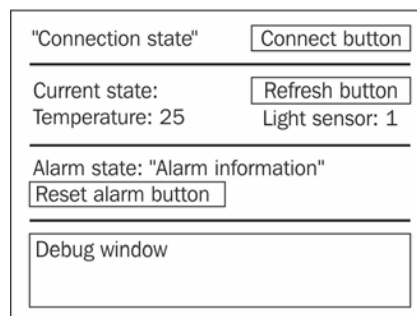 "Connection state" Connect button
Current state: Refresh button
Temperature: 25 Light sensor: 1
Alarm state: "Alarm information"
Reset alarm button
Debug window